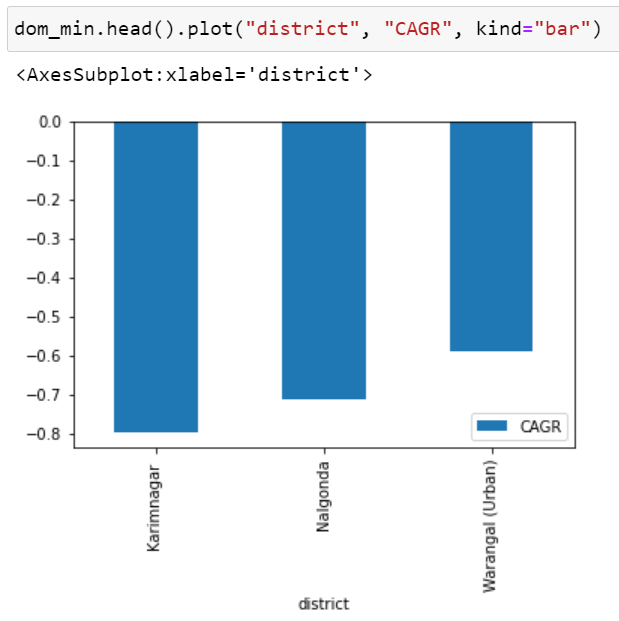 dom_min.head().plot("district", "CAGR", kind="bar")
<AxesSubplot:xlabel='district'>
0.0
−0.1
−0.2
−0.3
−0.4
−0.5
−0.6
−0.7
−0.8
CAGR
Karimnagar
Nalgonda
Warangal (Urban)
district